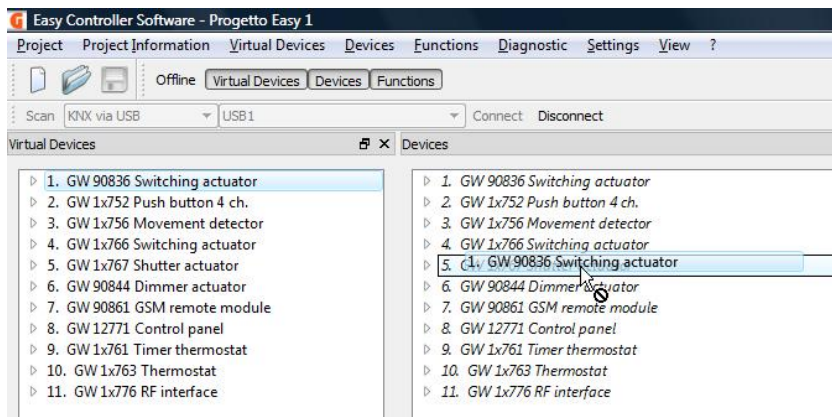 Easy Controller Software - Progetto Easy 1
Project Project Information Virtual Devices Devices Functions Diagnostic Settings View ?
Offline Virtual Devices Devices Functions
Scan KNX via USB USB1 Connect Disconnect
Virtual Devices
1. GW 90836 Switching actuator
2. GW 1x752 Push button 4 ch.
3. GW 1x756 Movement detector
4. GW 1x766 Switching actuator
5. GW 1x767 Shutter actuator
6. GW 90844 Dimmer actuator
7. GW 90861 GSM remote module
8. GW 12771 Control panel
9. GW 1x761 Timer thermostat
10. GW 1x763 Thermostat
11. GW 1x776 RF interface
Devices
1. GW 90836 Switching actuator
2. GW 1x752 Push button 4 ch.
3. GW 1x756 Movement detector
4. GW 1x766 Switching actuator
5.
1. GW 90836 Switching actuator
6. GW 90844 Dimmer actuator
7. GW 90861 GSM remote module
8. GW 12771 Control panel
9. GW 1x761 Timer thermostat
10. GW 1x763 Thermostat
11. GW 1x776 RF interface